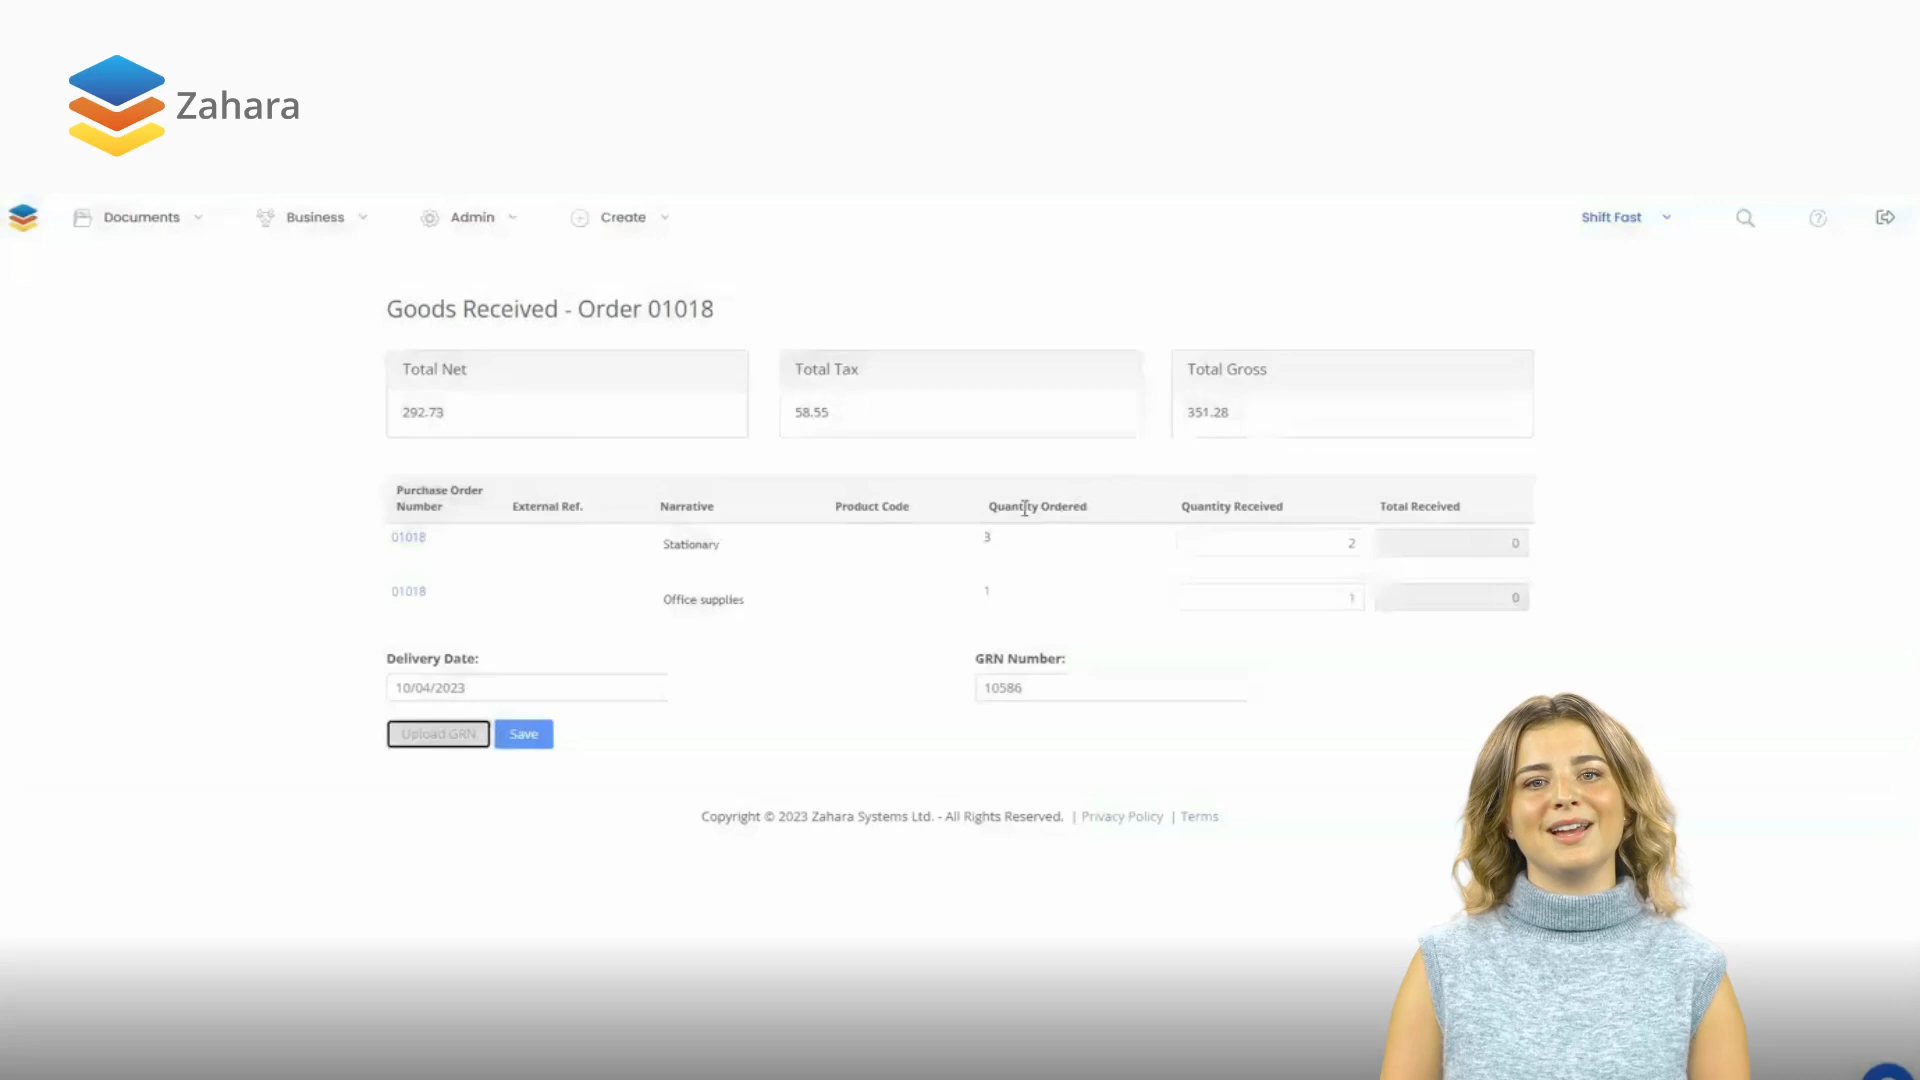 Zahara
Documents Business Admin Create Shift Fast
Goods Received - Order 01018
Total Net Total Tax Total Gross
292.73 58.55 351.28
Purchase Order
Number External Ref. Narrative Product Code Quantity Ordered Quantity Received Total Received
01018 Stationary 3 2 0
01018 Office supplies 1 1 0
Delivery Date: GRN Number:
10/04/2023 10586
Upload GRN Save
Copyright © 2023 Zahara Systems Ltd. - All Rights Reserved. | Privacy Policy | Terms